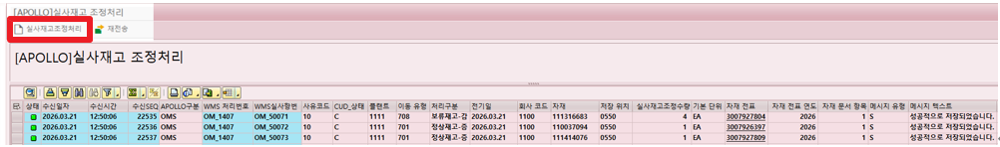 [APOLLO]실사재고 조정처리
실사재고조정처리 재전송
[APOLLO]실사재고 조정처리
상태 수신일자 수신시간 수신SEQ APOLLO구분 WMS 처리번호 WMS실사항번 사유코드 CUD_상태 플랜트 이동 유형 처리구분 전기일 회사 코드 자재 저장 위치 실사재고조정수량 기본 단위 자재 전표 자재 전표 연도 자재 문서 항목 메시지 유형 메시지 텍스트
2026.03.21 12:50:06 22535 OMS OM_1407 OM_50071 10 C 1111 708 보류재고-감 2026.03.21 1100 111316683 0550 4 EA 3007927804 2026 1 S 성공적으로 저장되었습니다.
2026.03.21 12:50:06 22536 OMS OM_1407 OM_50072 10 C 1111 701 정상재고-증 2026.03.21 1100 110037094 0550 1 EA 3007926397 2026 1 S 성공적으로 저장되었습니다.
2026.03.21 12:50:06 22537 OMS OM_1407 OM_50073 10 C 1111 701 정상재고-증 2026.03.21 1100 111414076 0550 1 EA 3007927809 2026 1 S 성공적으로 저장되었습니다.